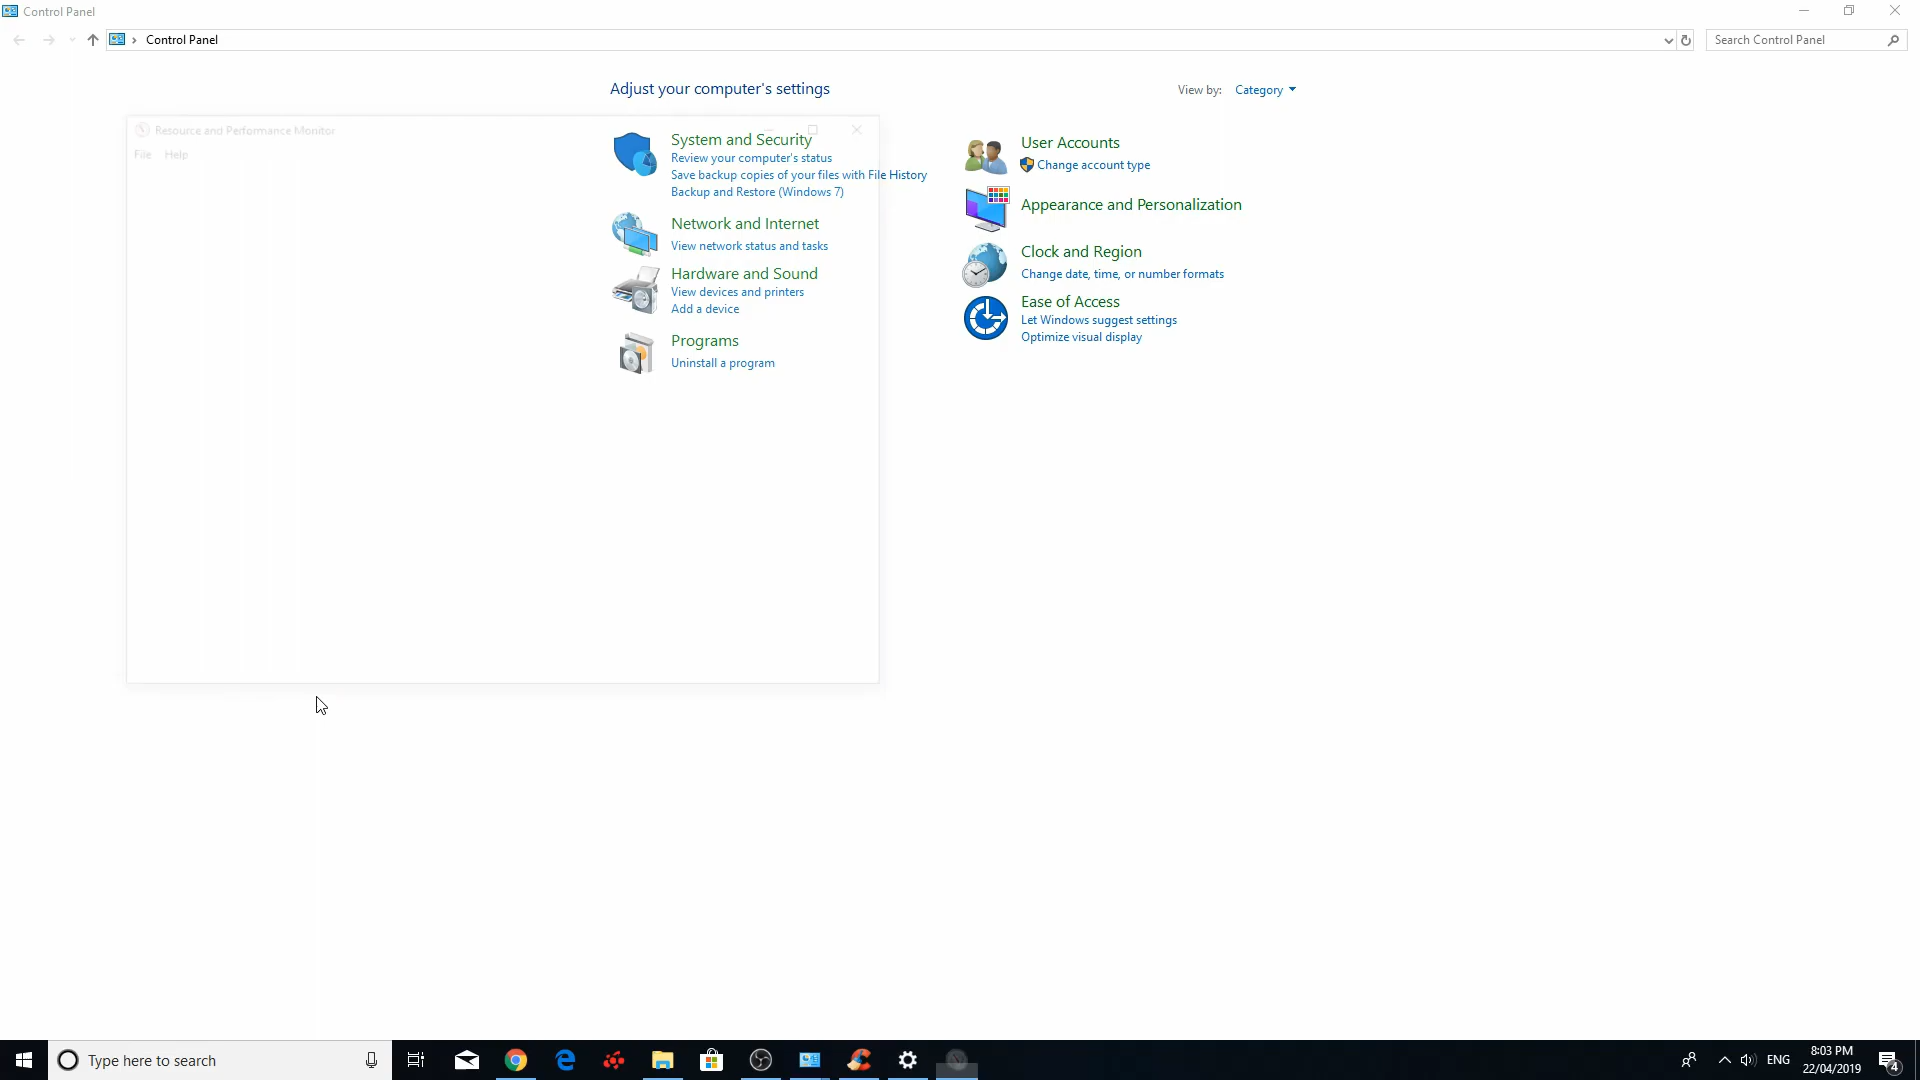 Control Panel
Control Panel
Search Control Panel
Adjust your computer's settings
View by:
Category
Resource and Performance Monitor
File Help
System and Security
Review your computer's status
Save backup copies of your files with File History
Backup and Restore (Windows 7)
Network and Internet
View network status and tasks
Hardware and Sound
View devices and printers
Add a device
Programs
Uninstall a program
User Accounts
Change account type
Appearance and Personalization
Clock and Region
Change date, time, or number formats
Ease of Access
Let Windows suggest settings
Optimize visual display
Type here to search
ENG
8:03 PM
22/04/2019
4